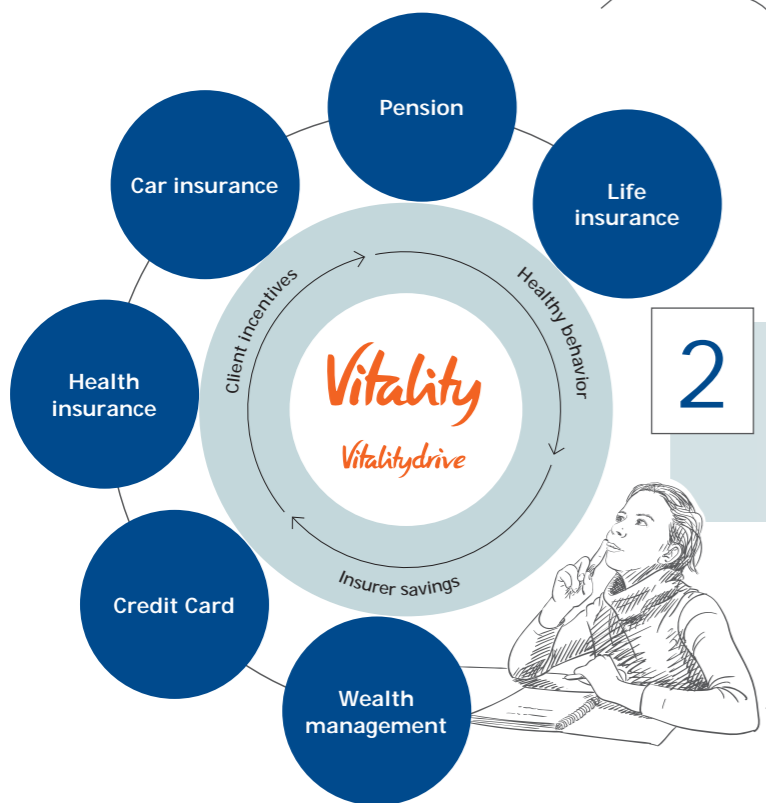 Pension
Car insurance
Life
insurance
Client incentives
Healthy behavior
Vitality
Vitalitydrive
Health
insurance
2
Insurer savings
Credit Card
Wealth
management